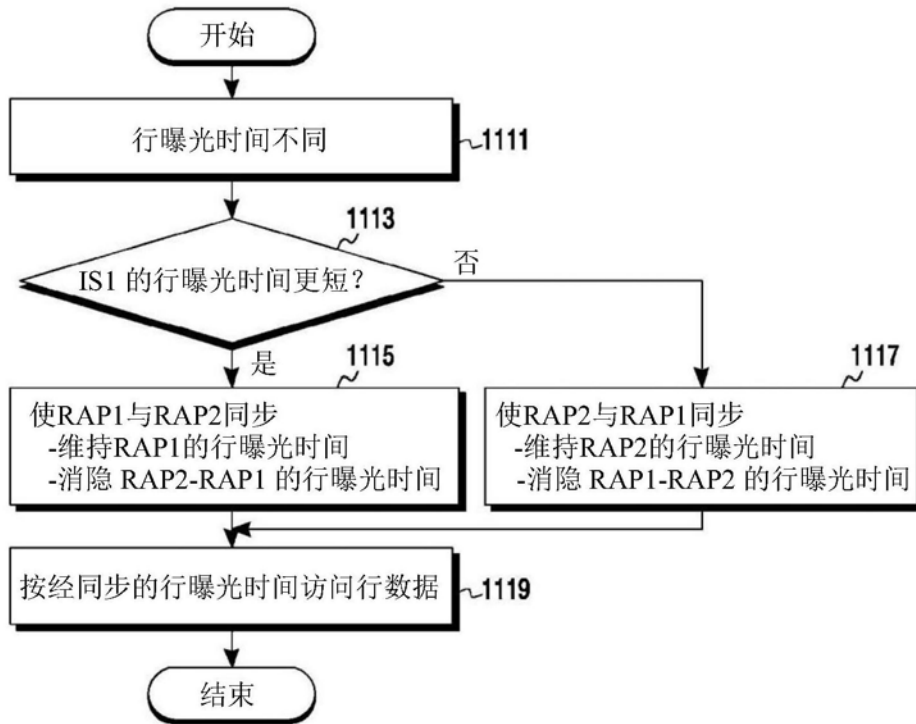 开始
行曝光时间不同
1111
1113
IS1 的行曝光时间更短？
否
是
1115
使RAP1与RAP2同步
-维持RAP1的行曝光时间
-消隐 RAP2-RAP1 的行曝光时间
1117
使RAP2与RAP1同步
-维持RAP2的行曝光时间
-消隐 RAP1-RAP2 的行曝光时间
按经同步的行曝光时间访问行数据
1119
结束